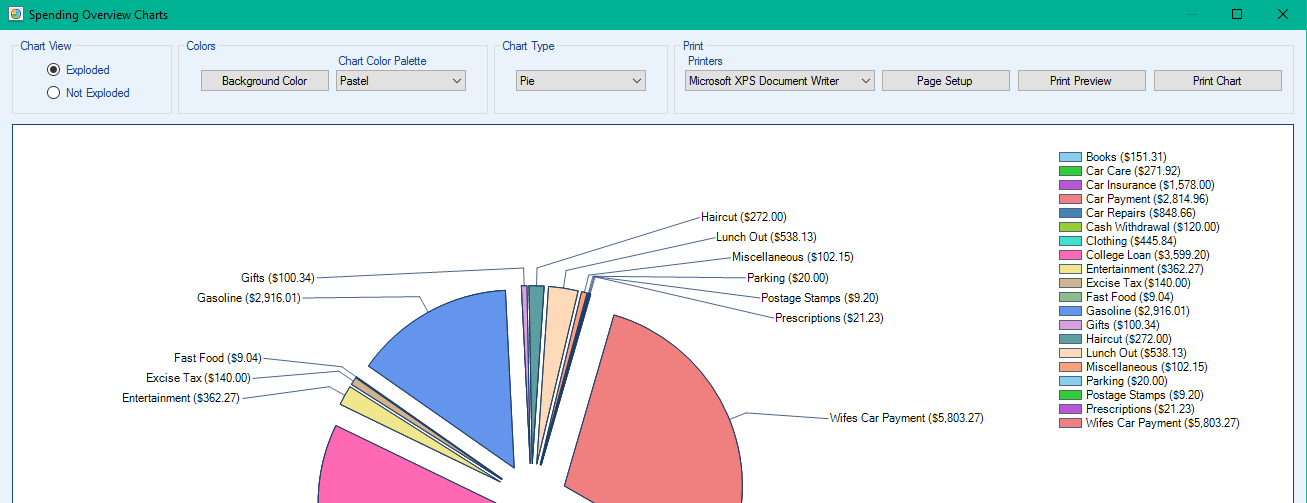 Spending Overview Charts
Chart View
Exploded
Not Exploded
Colors
Background Color
Chart Color Palette
Pastel
Chart Type
Pie
Print
Printers
Microsoft XPS Document Writer
Page Setup
Print Preview
Print Chart
Haircut ($272.00)
Lunch Out ($538.13)
Miscellaneous ($102.15)
Gifts ($100.34)
Parking ($20.00)
Gasoline ($2,916.01)
Postage Stamps ($9.20)
Prescriptions ($21.23)
Fast Food ($9.04)
Excise Tax ($140.00)
Entertainment ($362.27)
Wifes Car Payment ($5,803.27)
Books ($151.31)
Car Care ($271.92)
Car Insurance ($1,578.00)
Car Payment ($2,814.96)
Car Repairs ($848.66)
Cash Withdrawal ($120.00)
Clothing ($445.84)
College Loan ($3,599.20)
Entertainment ($362.27)
Excise Tax ($140.00)
Fast Food ($9.04)
Gasoline ($2,916.01)
Gifts ($100.34)
Haircut ($272.00)
Lunch Out ($538.13)
Miscellaneous ($102.15)
Parking ($20.00)
Postage Stamps ($9.20)
Prescriptions ($21.23)
Wifes Car Payment ($5,803.27)